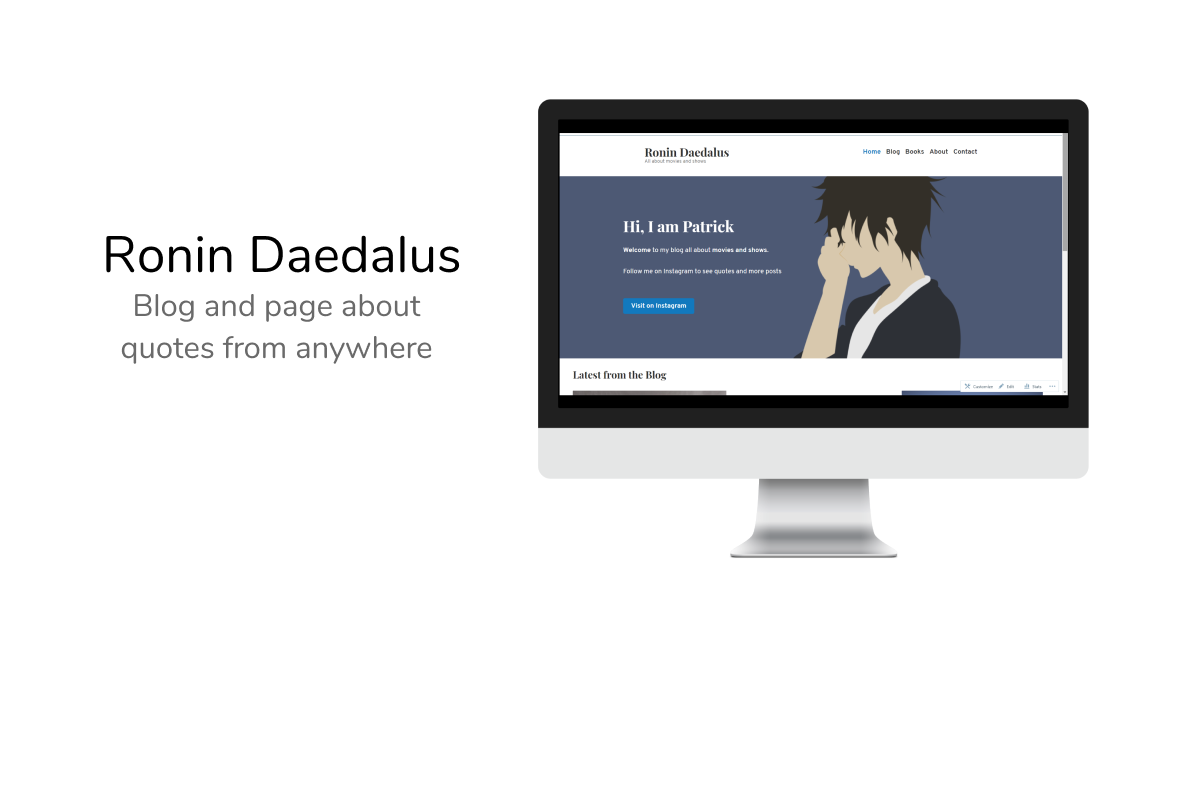 Ronin Daedalus
Blog and page about
quotes from anywhere
Ronin Daedalus
All about movies and shows
Home Blog Books About Contact
Hi, I am Patrick
Welcome to my blog all about movies and shows.
Follow me on Instagram to see quotes and more posts
Visit on Instagram
Latest from the Blog
Customise Edit Stats